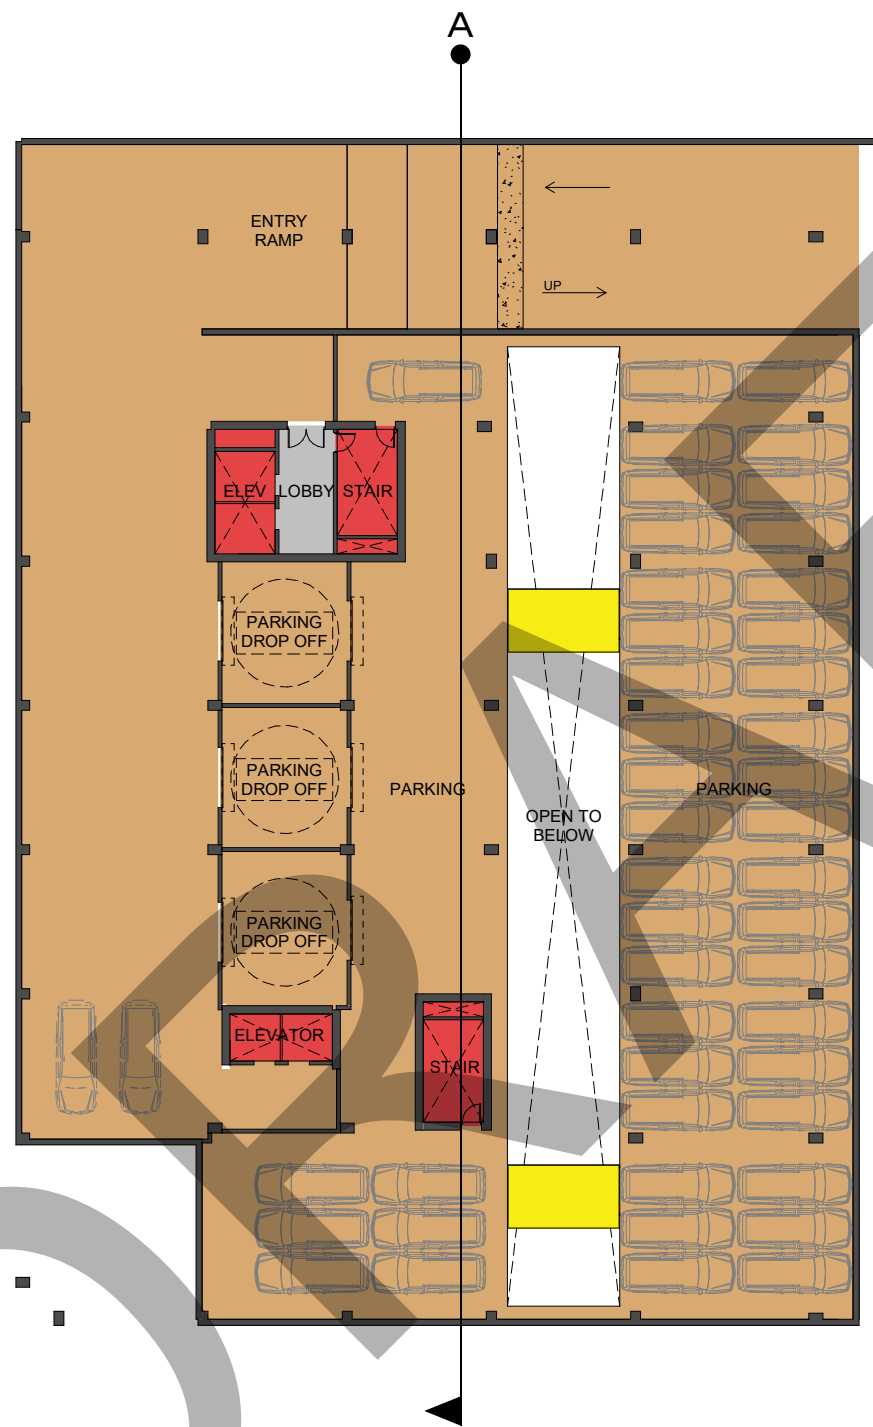 A
ENTRY
RAMP
UP
ELEV
LOBBY
STAIR
PARKING
DROP OFF
PARKING
DROP OFF
PARKING
PARKING
OPEN TO
BELOW
PARKING
DROP OFF
ELEVATOR
STAIR